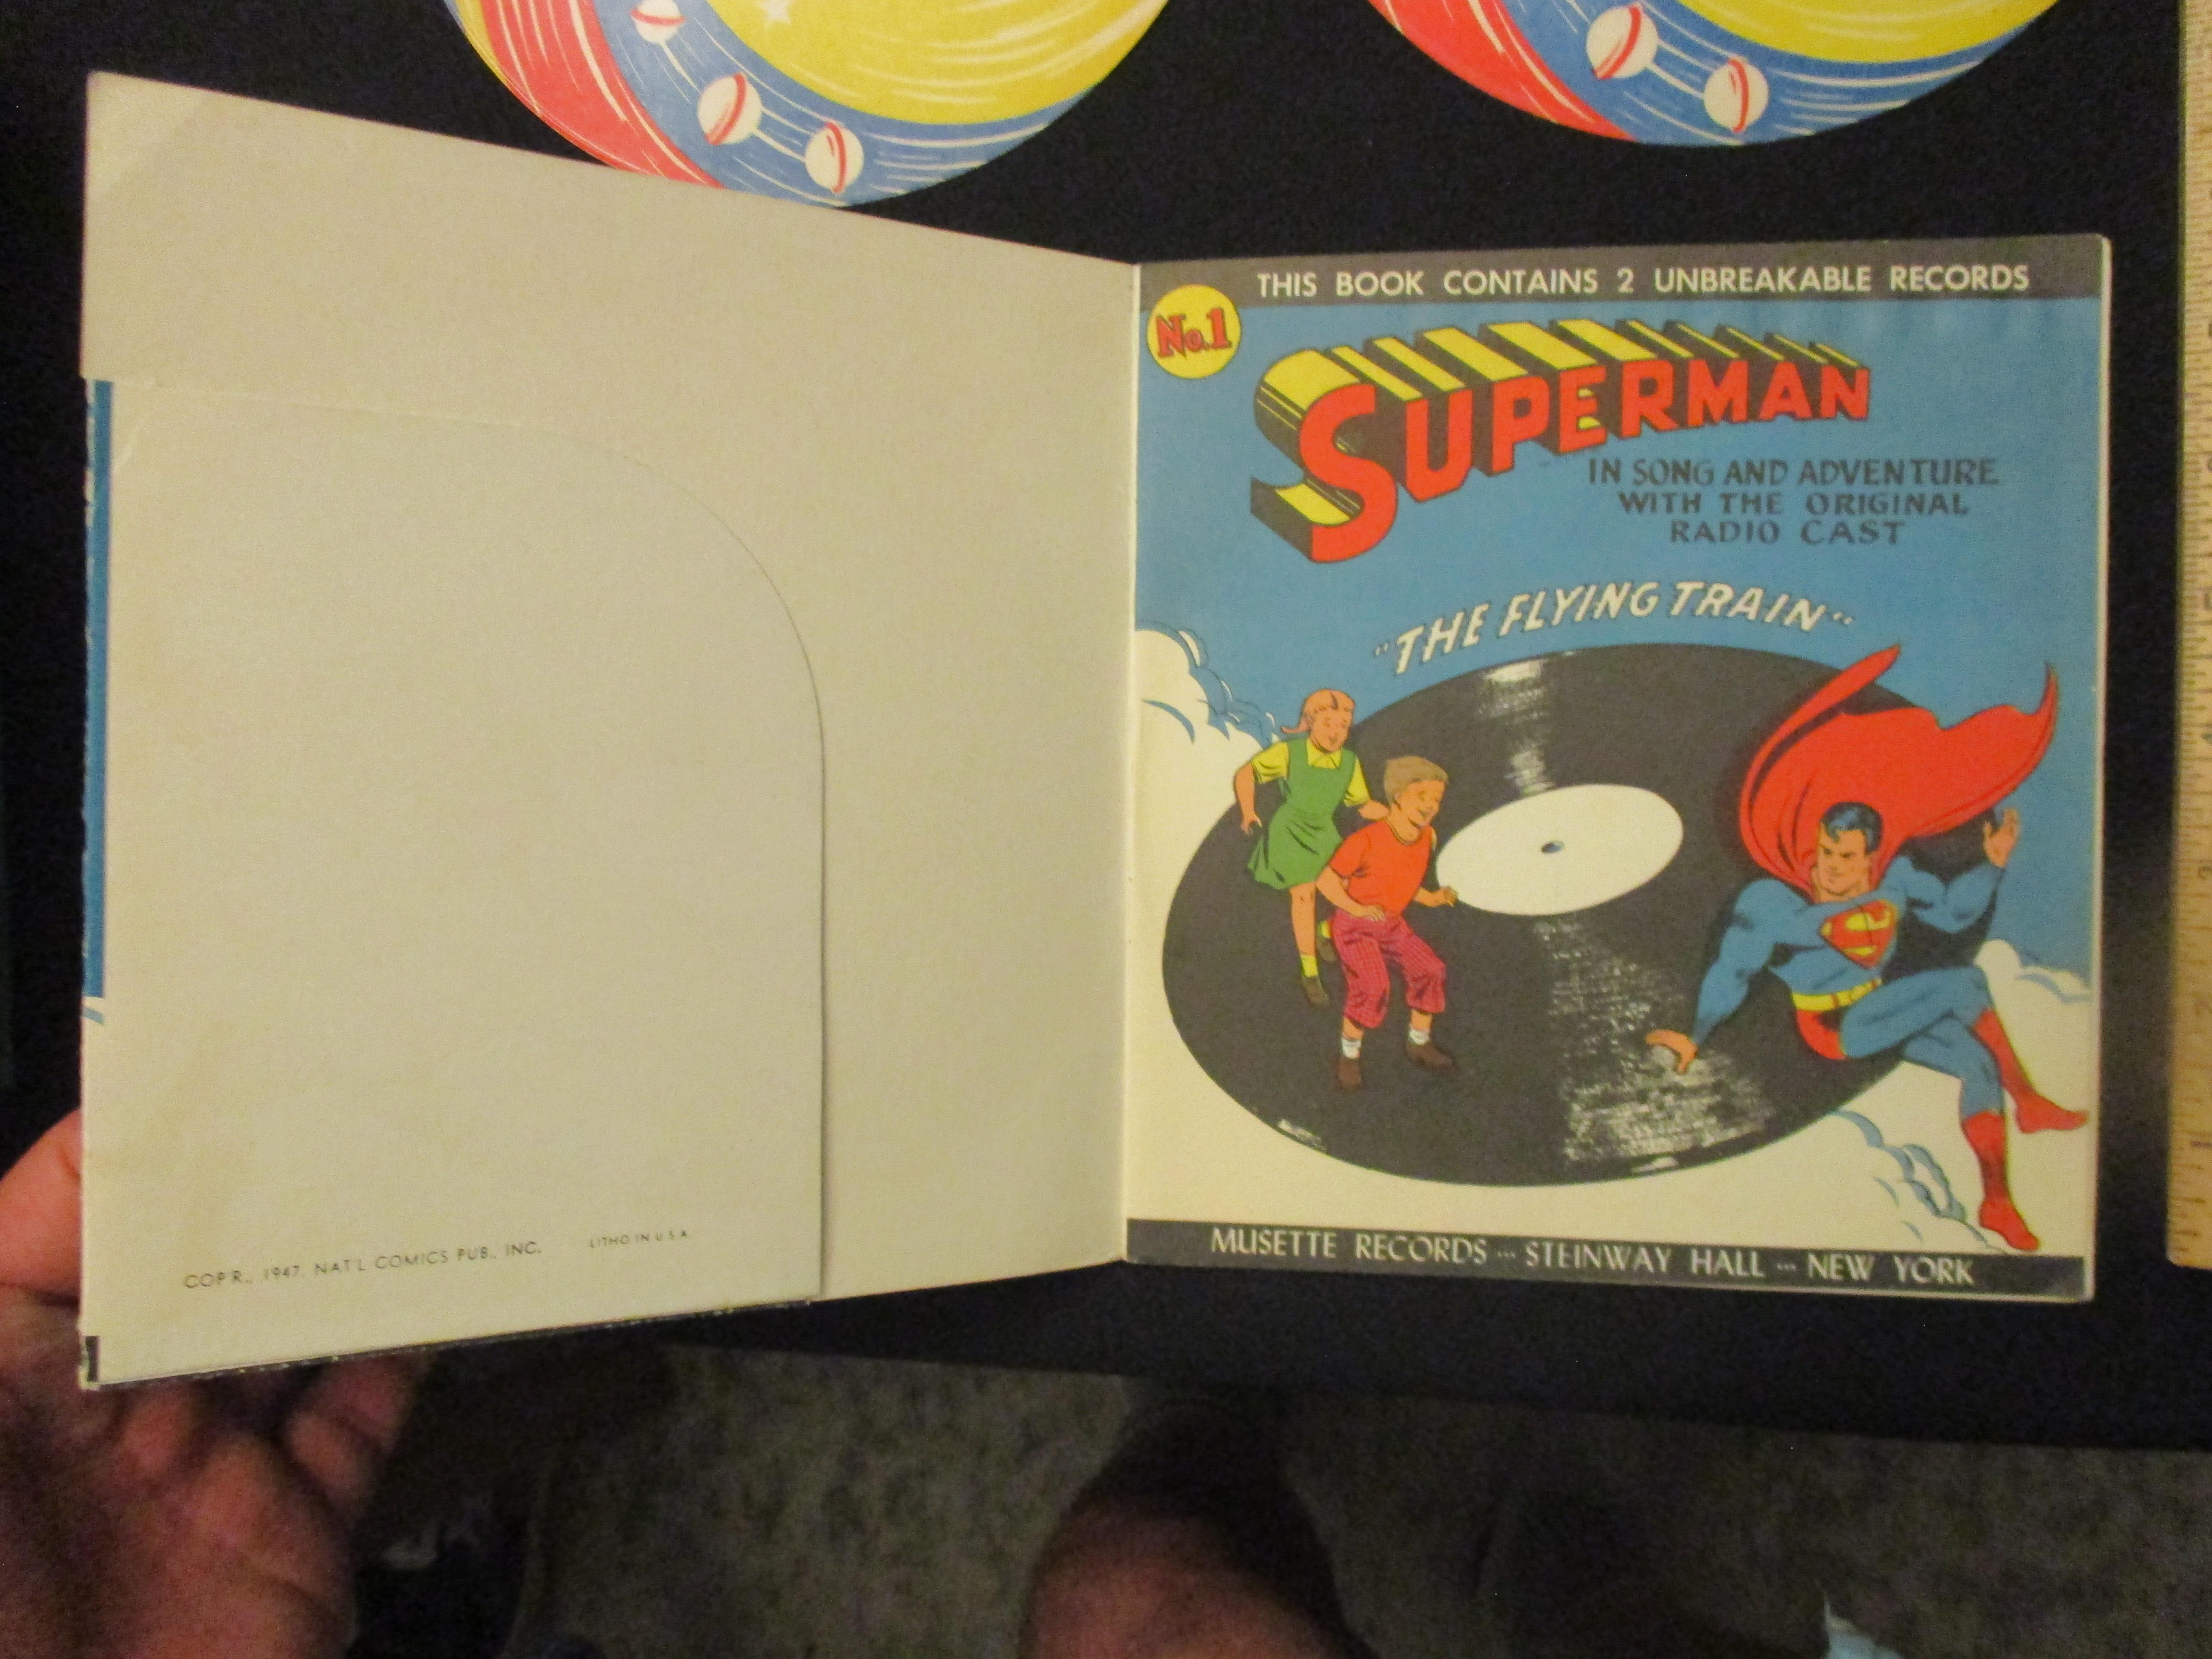 COP'R., 1947, NAT'L COMICS PUB., INC. LITHO IN U.S.A.
THIS BOOK CONTAINS 2 UNBREAKABLE RECORDS
No.1
SUPERMAN
IN SONG AND ADVENTURE
WITH THE ORIGINAL
RADIO CAST
"THE FLYING TRAIN"
S
MUSETTE RECORDS --- STEINWAY HALL --- NEW YORK